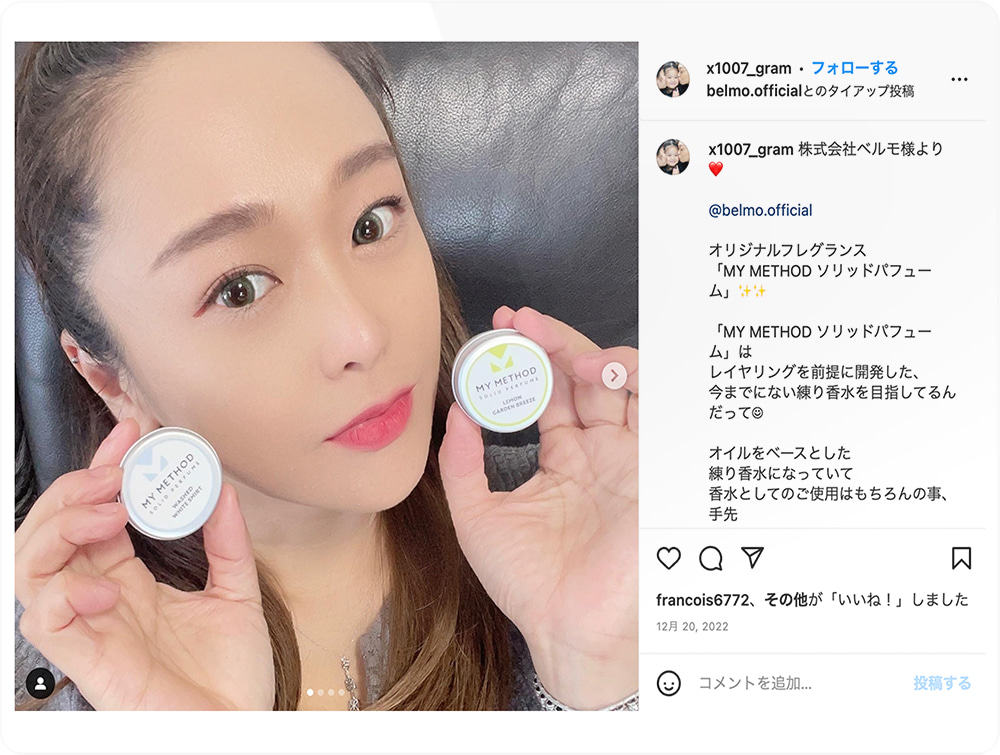 x1007_gram • フォローする
belmo.officialとのタイアップ投稿
x1007_gram 株式会社ベルモ様より
❤️
@belmo.official
オリジナルフレグランス
「MY METHOD ソリッドパフュー
ム」✨✨
「MY METHOD ソリッドパフュー
ム」は
レイヤリングを前提に開発した、
今までにない練り香水を目指してるん
だって☺
オイルをベースとした
練り香水になっていて
香水としてのご使用はもちろんの事、
手先
francois6772、その他が「いいね！」しました
12月 20, 2022
コメントを追加...
投稿する
MY METHOD
SOLID PERFUME
LEMON
GARDEN BREEZE
MY METHOD
SOLID PERFUME
WASHED
WHITE SHIRT